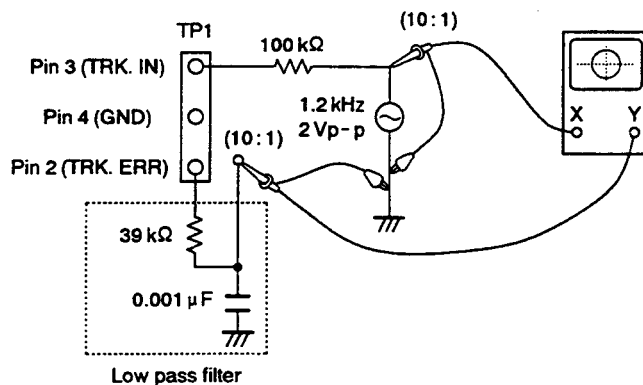 TP1
(10:1)
100 kΩ
Pin 3 (TRK. IN)
1.2 kHz
2 Vp-p
X
Y
Pin 4 (GND)
(10:1)
Pin 2 (TRK. ERR)
39 kΩ
0.001 µF
Low pass filter